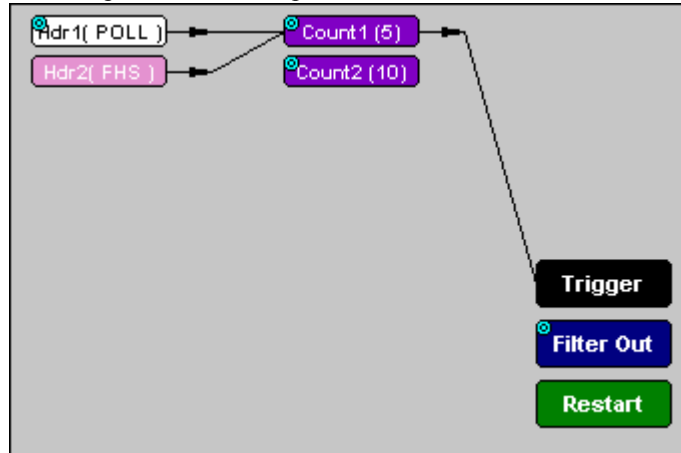 Hdr1( POLL )
Count1 (5)
Hdr2( FHS )
Count2 (10)
Trigger
Filter Out
Restart